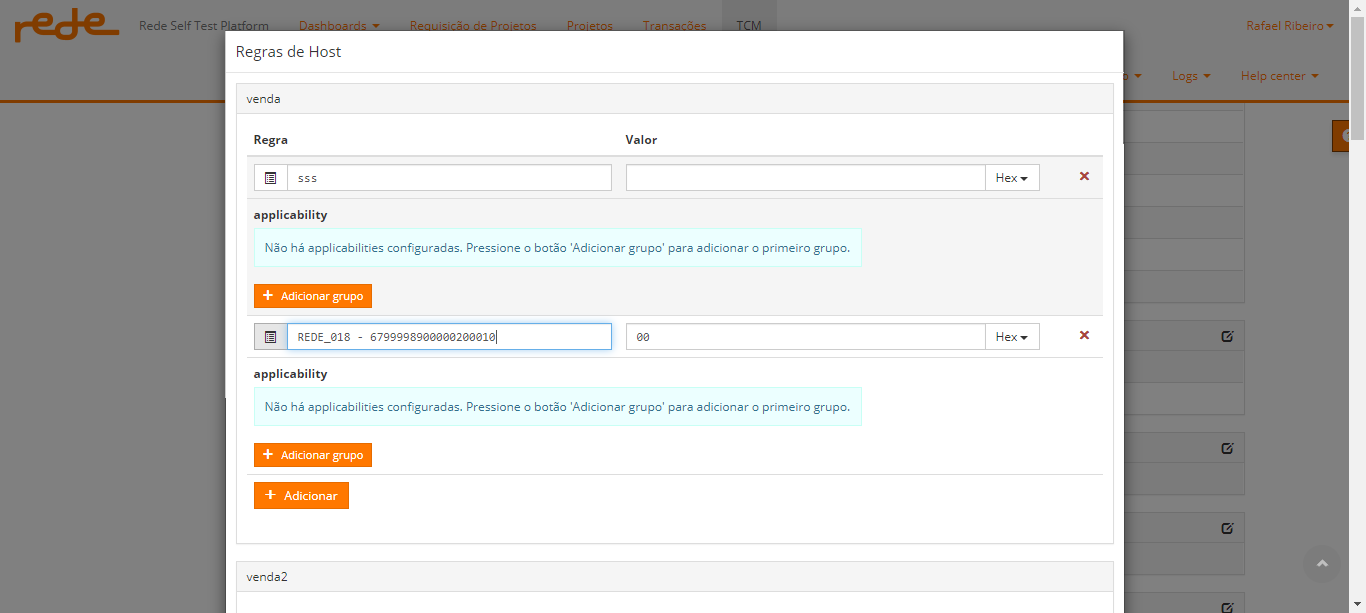 rede Rede Self Test Platform Dashboards Requisição de Projetos Projetos Transações TCM Rafael Ribeiro
Regras de Host
Logs Help center
venda
Regra Valor
sss Hex
applicability
Não há applicabilities configuradas. Pressione o botão 'Adicionar grupo' para adicionar o primeiro grupo.
+ Adicionar grupo
REDE_018 - 6799998900000200010 00 Hex
applicability
Não há applicabilities configuradas. Pressione o botão 'Adicionar grupo' para adicionar o primeiro grupo.
+ Adicionar grupo
+ Adicionar
venda2